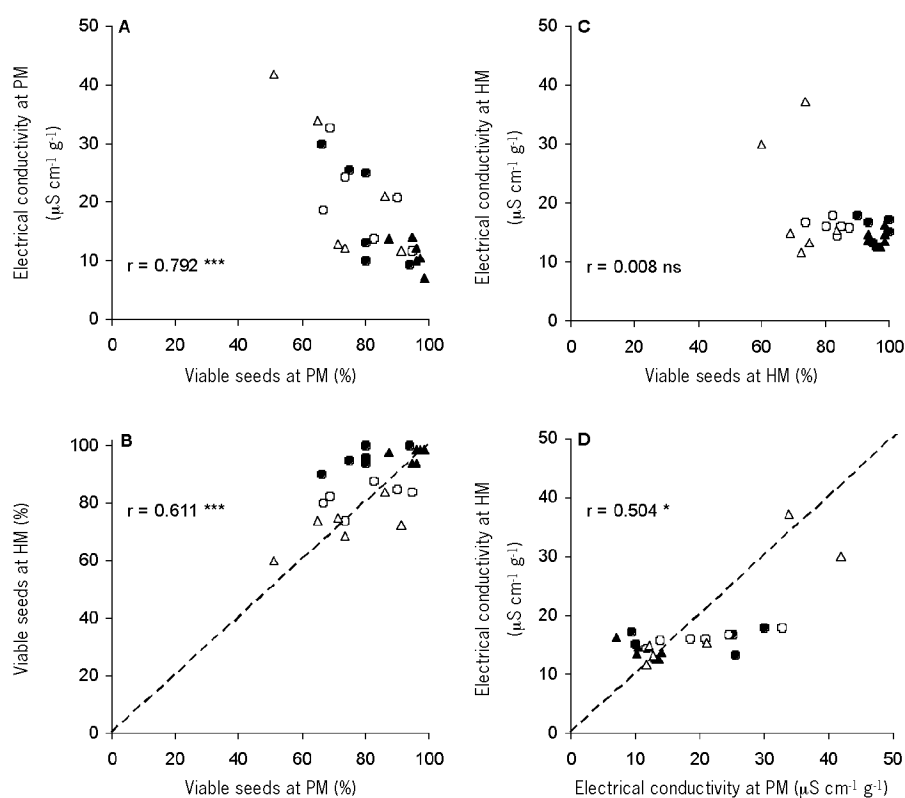 A
Electrical conductivity at PM
(µS cm-1 g-1)
50
40
30
20
10
0
r = 0.792 ***
0 20 40 60 80 100
Viable seeds at PM (%)
C
Electrical conductivity at HM
(µS cm-1 g-1)
50
40
30
20
10
0
r = 0.008 ns
0 20 40 60 80 100
Viable seeds at HM (%)
B
Viable seeds at HM (%)
100
80
60
40
20
0
r = 0.611 ***
0 20 40 60 80 100
Viable seeds at PM (%)
D
Electrical conductivity at HM
(µS cm-1 g-1)
50
40
30
20
10
0
r = 0.504 *
0 10 20 30 40 50
Electrical conductivity at PM (µS cm-1 g-1)